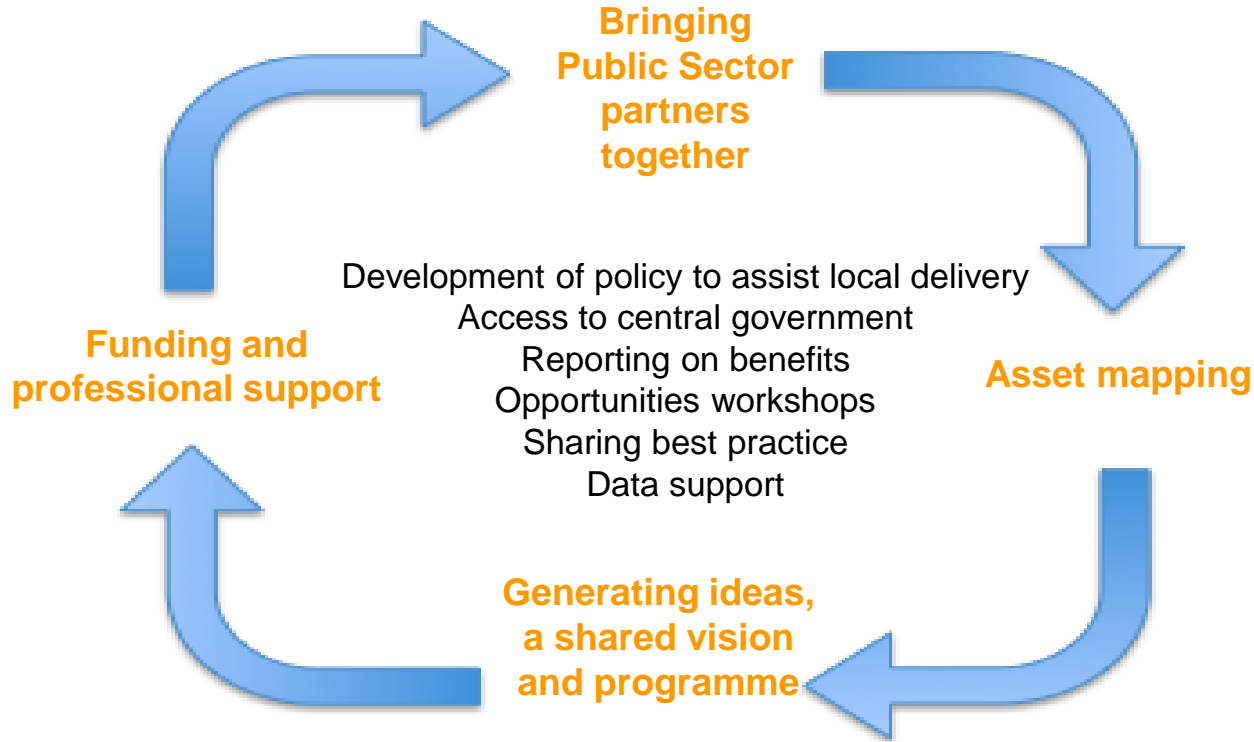 Bringing
Public Sector
partners
together
Development of policy to assist local delivery
Access to central government
Reporting on benefits
Opportunities workshops
Sharing best practice
Data support
Funding and
professional support
Asset mapping
Generating ideas,
a shared vision
and programme